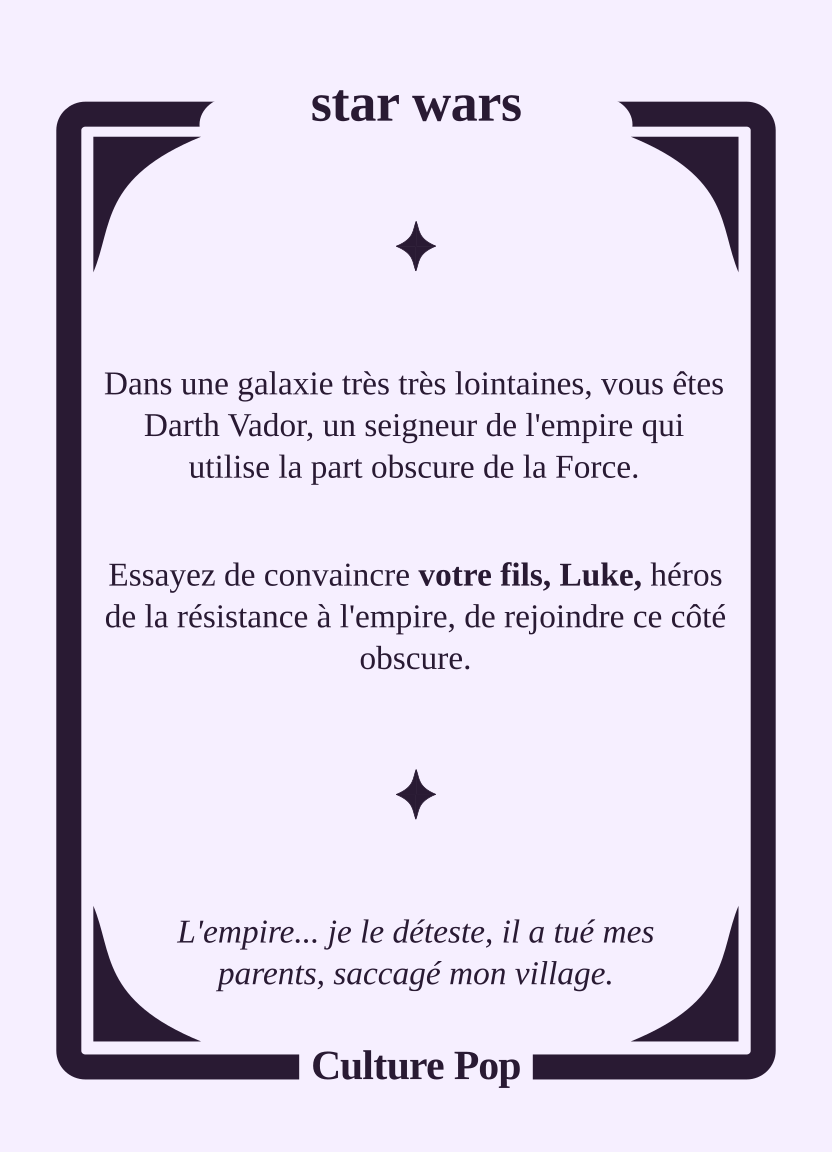 star wars
Dans une galaxie très très lointaines, vous êtes
Darth Vador, un seigneur de l'empire qui
utilise la part obscure de la Force.
Essayez de convaincre votre fils, Luke, héros
de la résistance à l'empire, de rejoindre ce côté
obscure.
L'empire... je le déteste, il a tué mes
parents, saccagé mon village.
Culture Pop